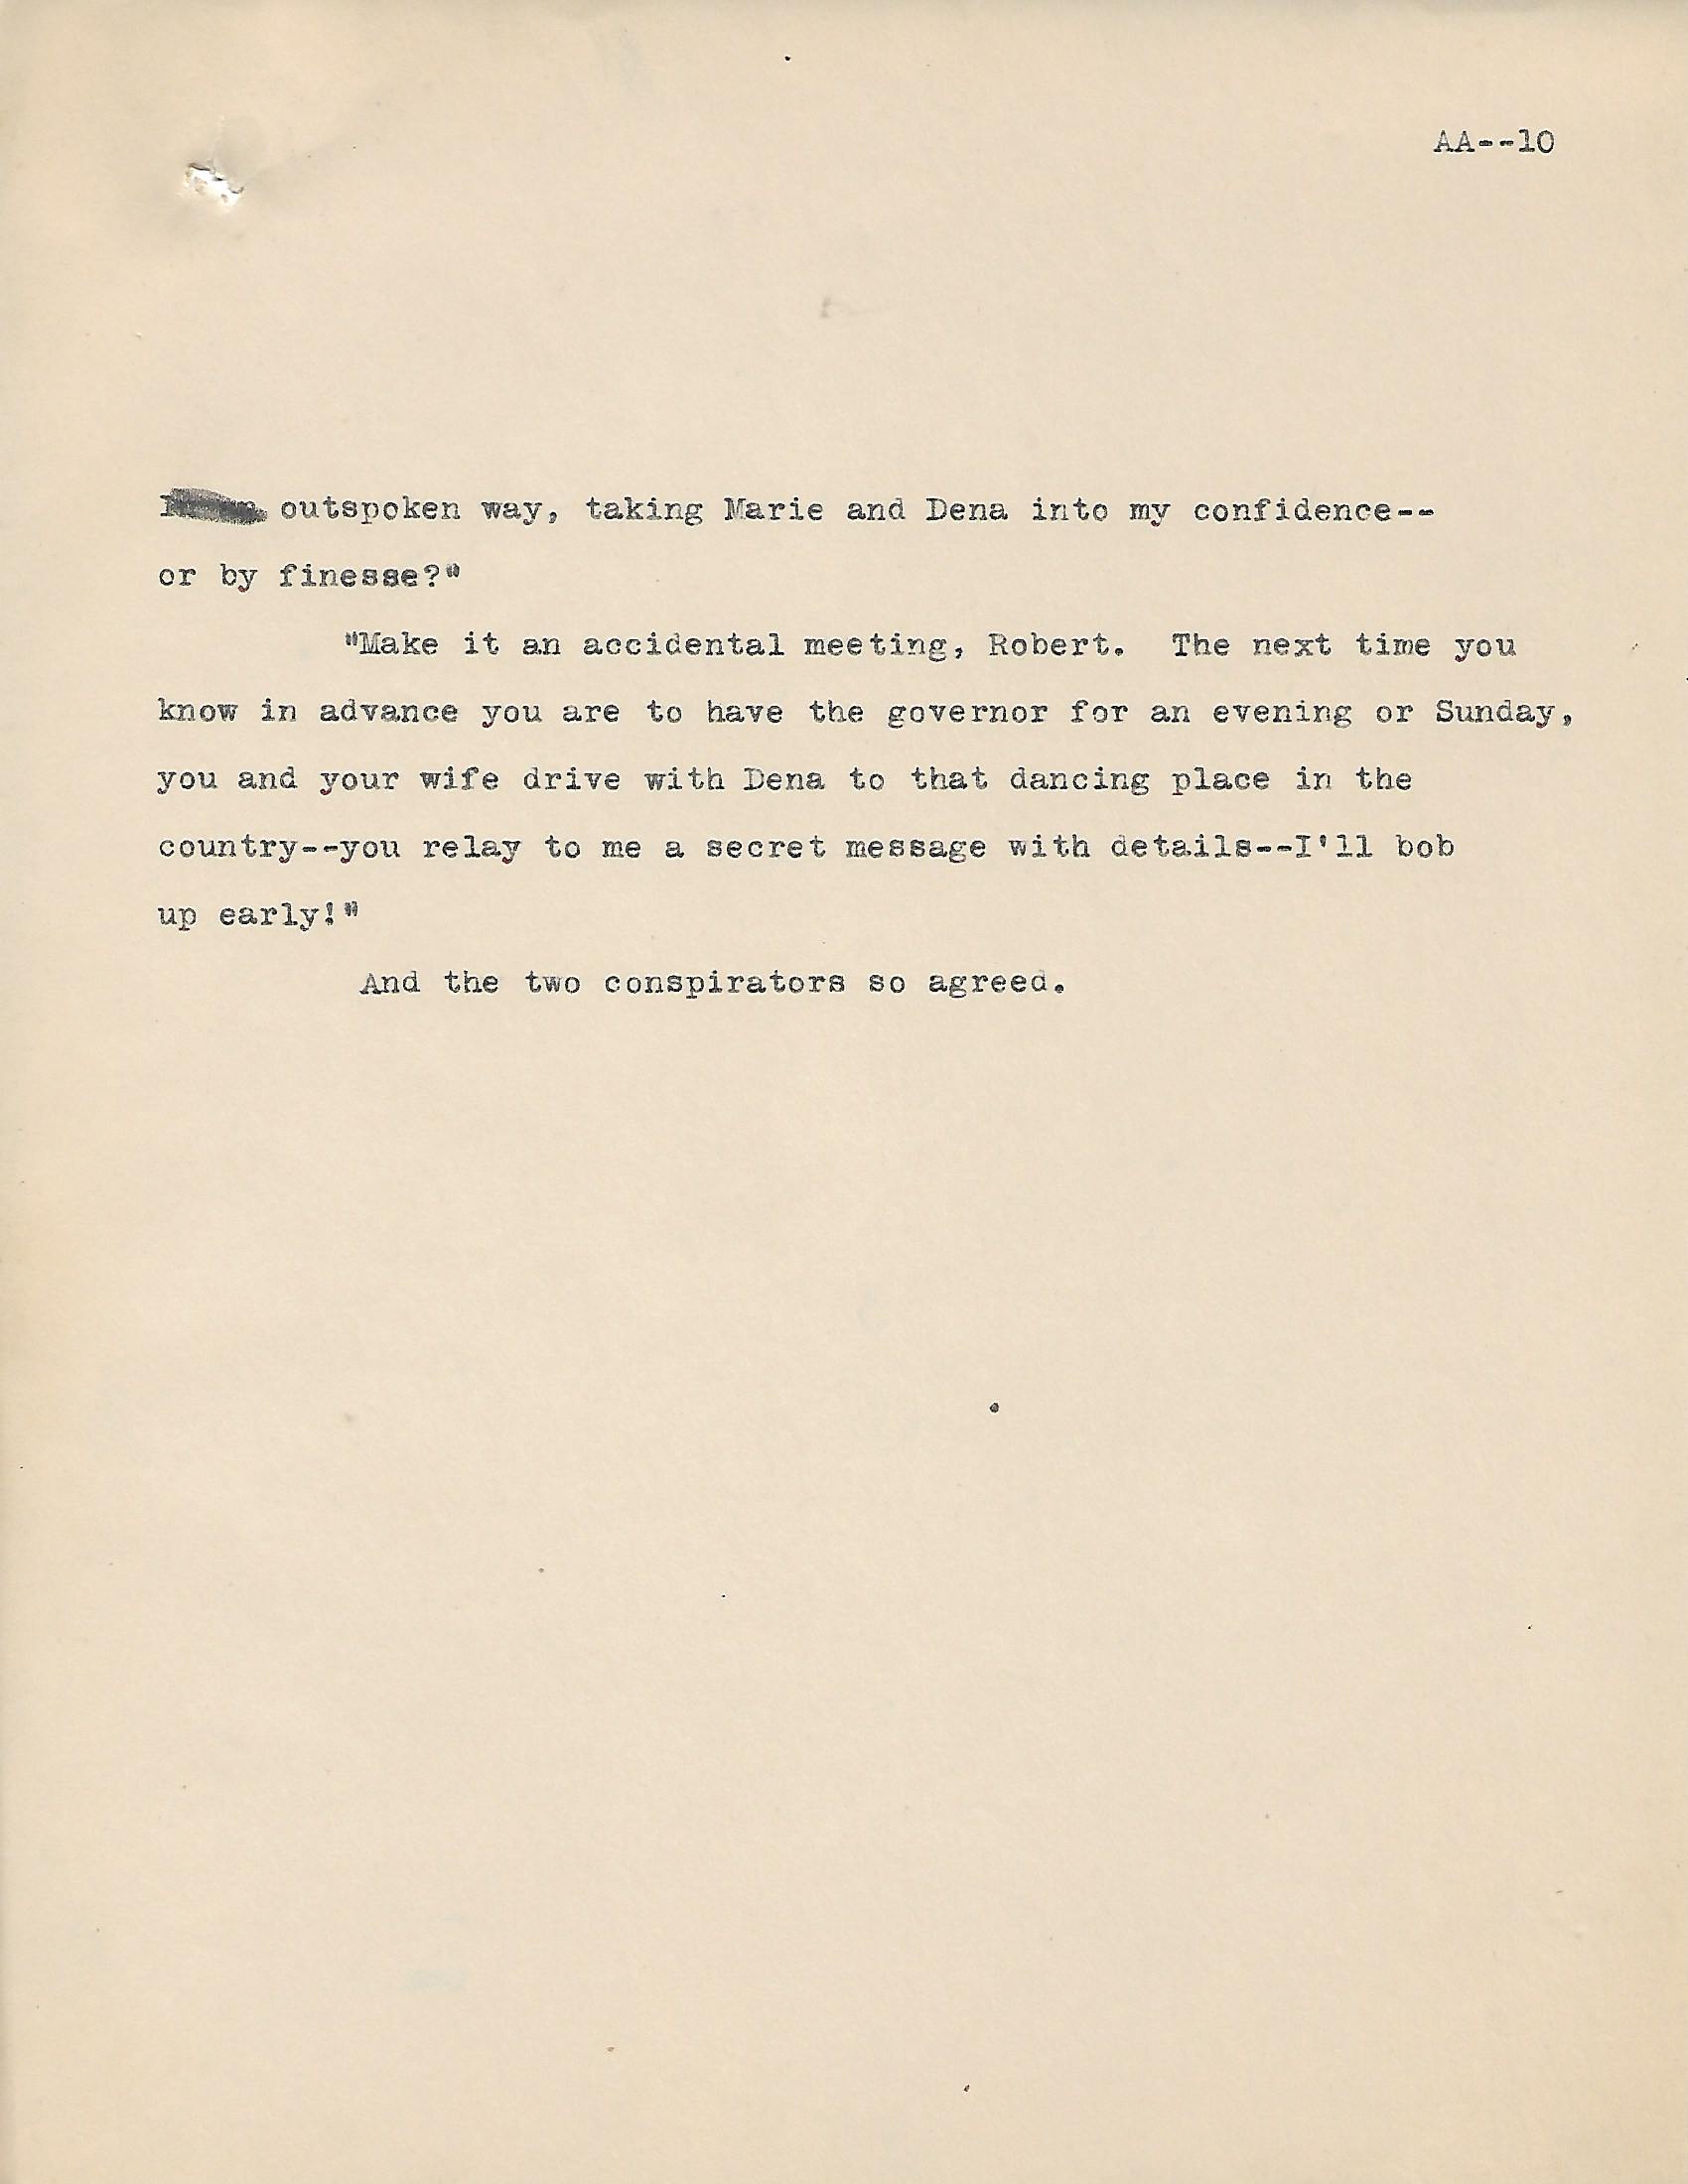 AA--10
outspoken way, taking Marie and Dena into my confidence--
or by finesse?"
"Make it an accidental meeting, Robert. The next time you
know in advance you are to have the governor for an evening or Sunday,
you and your wife drive with Dena to that dancing place in the
country--you relay to me a secret message with details--I'll bob
up early!"
And the two conspirators so agreed.